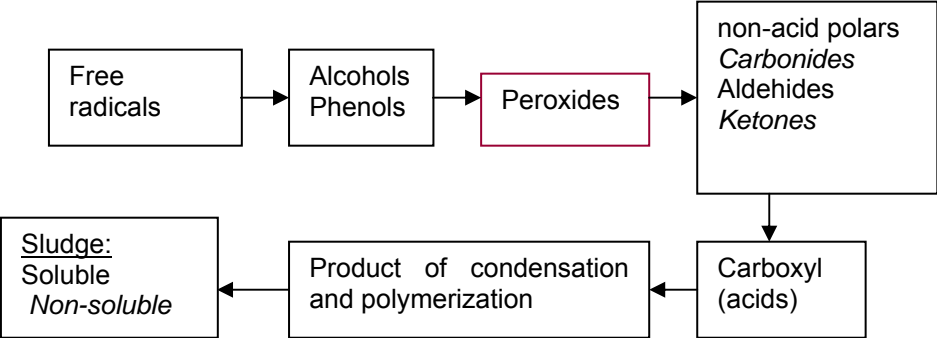 Free
radicals
Alcohols
Phenols
Peroxides
non-acid polars
Carbonides
Aldehides
Ketones
Carboxyl
(acids)
Product of condensation
and polymerization
Sludge:
Soluble
Non-soluble